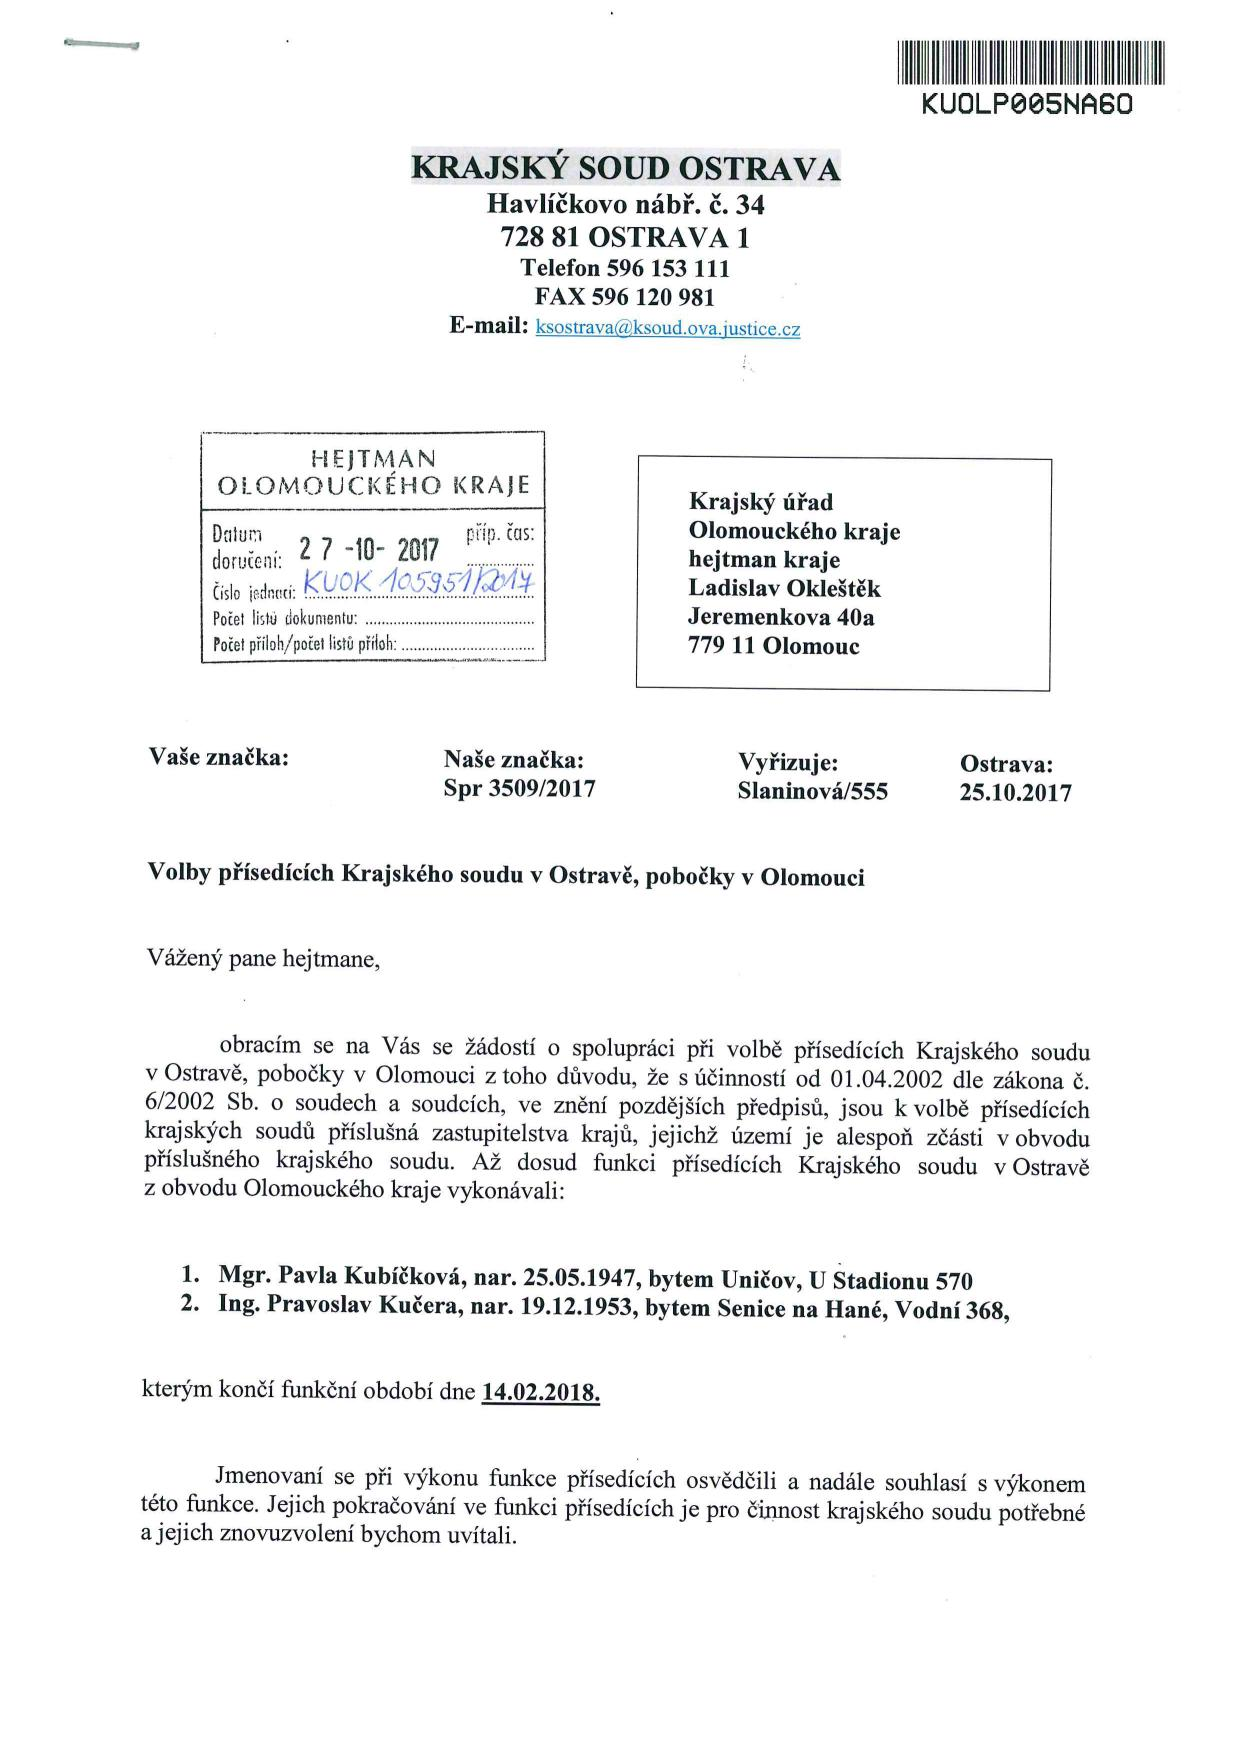 KUOLP005NA60
KRAJSKÝ SOUD OSTRAVA
Havlíčkovo nábř. č. 34
728 81 OSTRAVA 1
Telefon 596 153 111
FAX 596 120 981
E-mail: ksostrava@ksoud.ova.justice.cz
HEJTMAN
OLOMOUCKÉHO KRAJE
Datum doručení: 27-10-2017 příp. čas:
Číslo jednací: KUOK 105951/2017
Počet listů dokumentu:
Počet příloh/počet listů příloh:
Krajský úřad
Olomouckého kraje
hejtman kraje
Ladislav Okleštěk
Jeremenkova 40a
779 11 Olomouc
Vaše značka: Naše značka: Vyřizuje: Ostrava:
Spr 3509/2017 Slaninová/555 25.10.2017
Volby přísedících Krajského soudu v Ostravě, pobočky v Olomouci
Vážený pane hejtmane,
obracím se na Vás se žádostí o spolupráci při volbě přísedících Krajského soudu
v Ostravě, pobočky v Olomouci z toho důvodu, že s účinností od 01.04.2002 dle zákona č.
6/2002 Sb. o soudech a soudcích, ve znění pozdějších předpisů, jsou k volbě přísedících
krajských soudů příslušná zastupitelstva krajů, jejichž území je alespoň zčásti v obvodu
příslušného krajského soudu. Až dosud funkci přísedících Krajského soudu v Ostravě
z obvodu Olomouckého kraje vykonávali:
1. Mgr. Pavla Kubíčková, nar. 25.05.1947, bytem Uničov, U Stadionu 570
2. Ing. Pravoslav Kučera, nar. 19.12.1953, bytem Senice na Hané, Vodní 368,
kterým končí funkční období dne 14.02.2018.
Jmenovaní se při výkonu funkce přísedících osvědčili a nadále souhlasí s výkonem
této funkce. Jejich pokračování ve funkci přísedících je pro činnost krajského soudu potřebné
a jejich znovuzvolení bychom uvítali.